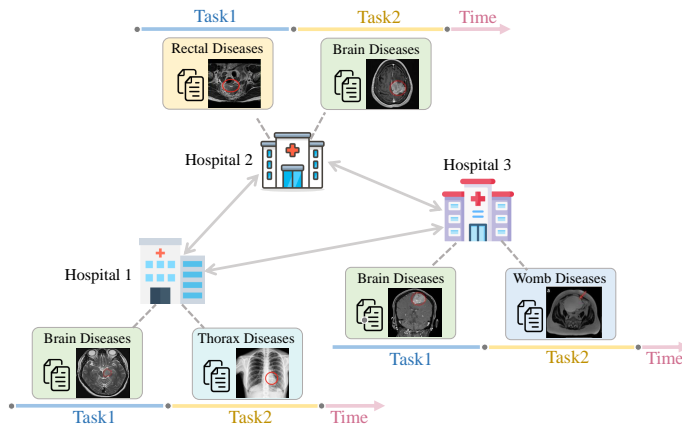 Task1
Task2
Time
Rectal Diseases
Brain Diseases
Hospital 2
Hospital 3
Hospital 1
Brain Diseases
Womb Diseases
Brain Diseases
Thorax Diseases
Task1
Task2
Time
Task1
Task2
Time